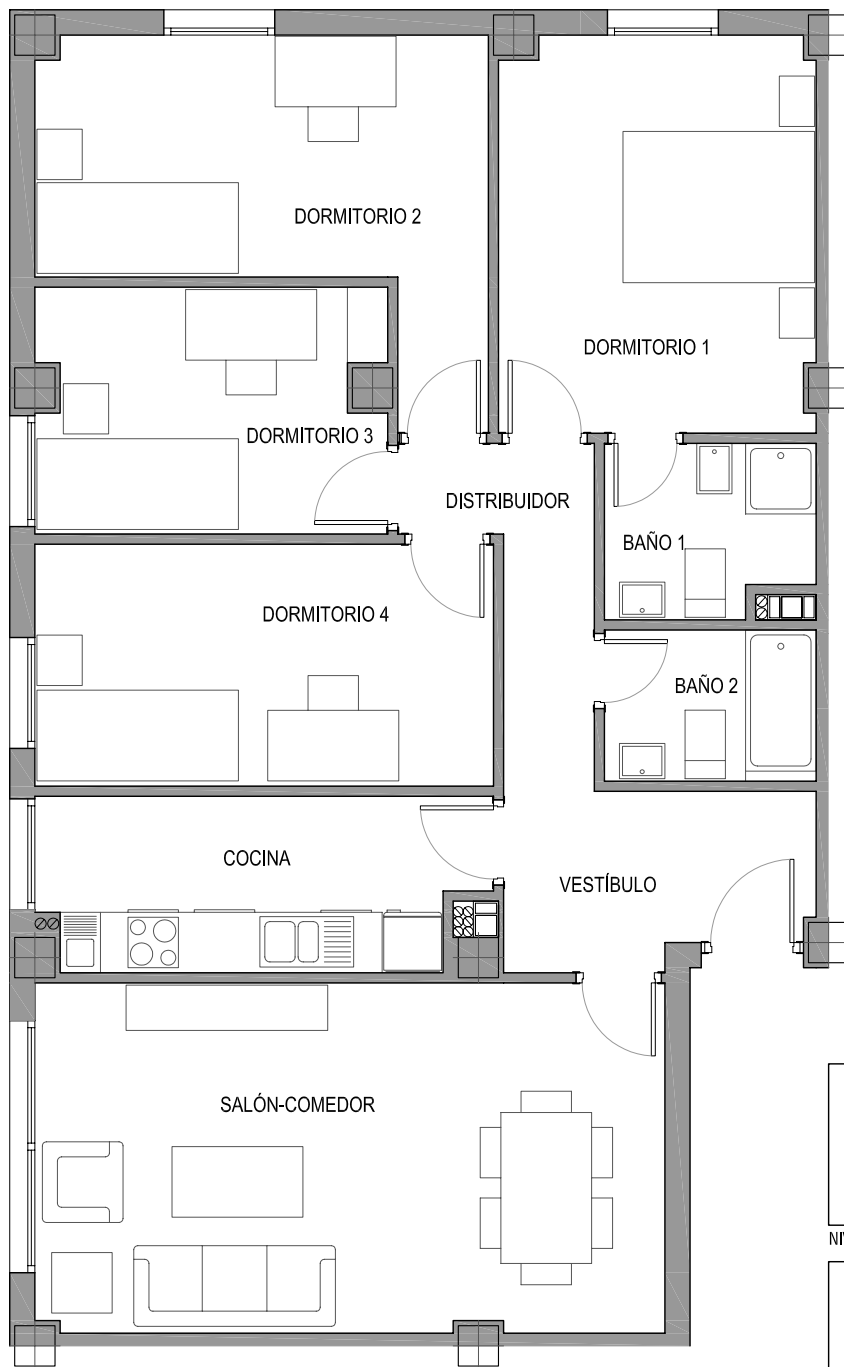 DORMITORIO 2
DORMITORIO 1
DORMITORIO 3
DISTRIBUIDOR
BAÑO 1
DORMITORIO 4
BAÑO 2
COCINA
VESTÍBULO
SALÓN-COMEDOR